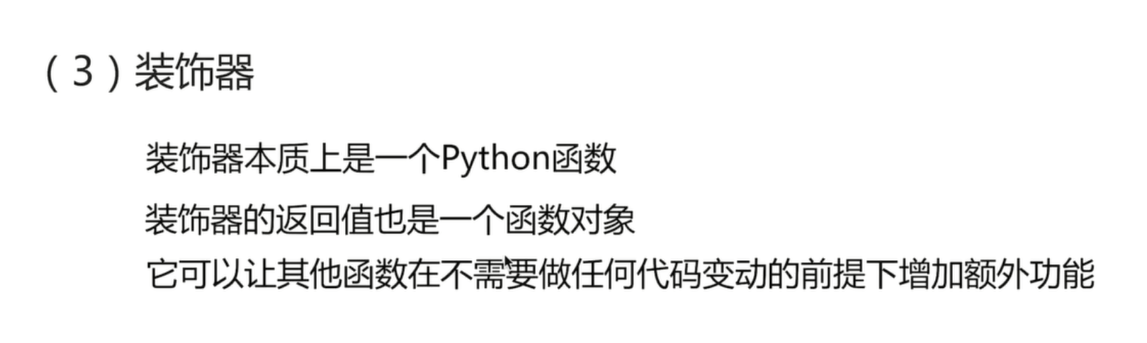 （3）装饰器
装饰器本质上是一个Python函数
装饰器的返回值也是一个函数对象
它可以让其他函数在不需要做任何代码变动的前提下增加额外功能